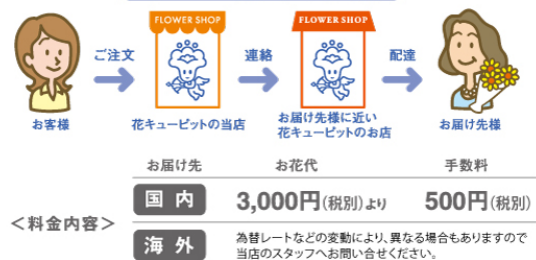 FLOWER SHOP
FLOWER SHOP
ご注文
連絡
配達
お客様
花キューピットの当店
お届け先様に近い
花キューピットのお店
お届け先様
お届け先
お花代
手数料
<料金内容>
国内
3,000円(税別)より
500円(税別)
海外
為替レートなどの変動により、異なる場合もありますので
当店のスタッフへお問い合せください。